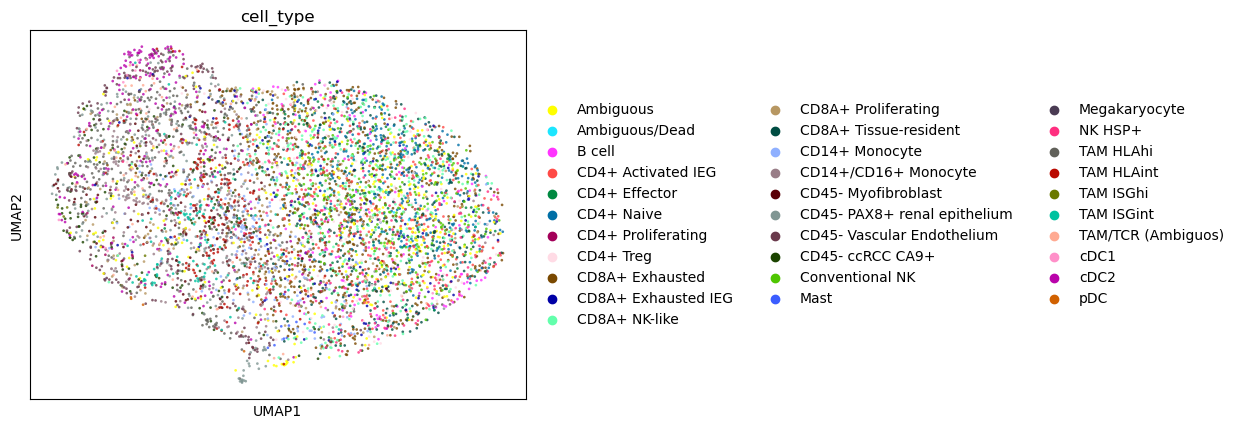 cell_type
UMAP2
UMAP1
Ambiguous
Ambiguous/Dead
B cell
CD4+ Activated IEG
CD4+ Effector
CD4+ Naive
CD4+ Proliferating
CD4+ Treg
CD8A+ Exhausted
CD8A+ Exhausted IEG
CD8A+ NK-like
CD8A+ Proliferating
CD8A+ Tissue-resident
CD14+ Monocyte
CD14+/CD16+ Monocyte
CD45- Myofibroblast
CD45- PAX8+ renal epithelium
CD45- Vascular Endothelium
CD45- ccRCC CA9+
Conventional NK
Mast
Megakaryocyte
NK HSP+
TAM HLAhi
TAM HLAint
TAM ISGhi
TAM ISGint
TAM/TCR (Ambiguos)
cDC1
cDC2
pDC